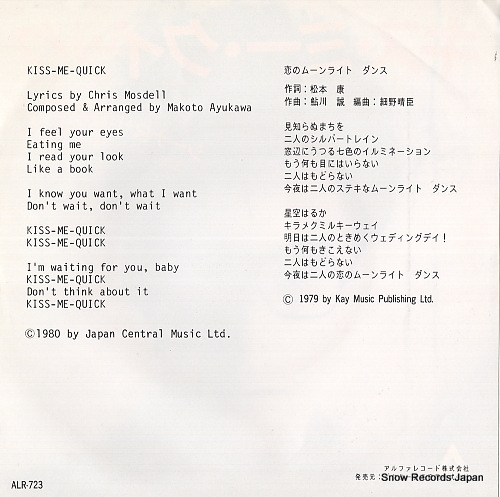 KISS-ME-QUICK
Lyrics by Chris Mosdell
Composed & Arranged by Makoto Ayukawa
I feel your eyes
Eating me
I read your look
Like a book
I know you want, what I want
Don't wait, don't wait
KISS-ME-QUICK
KISS-ME-QUICK
I'm waiting for you, baby
KISS-ME-QUICK
Don't think about it
KISS-ME-QUICK
©1980 by Japan Central Music Ltd.
恋のムーンライト ダンス
作詞:松本 康
作曲:鮎川 誠 編曲:細野晴臣
見知らぬまちを
二人のシルバートレイン
窓辺にうつる七色のイルミネーション
もう何も目にはいらない
二人はもどらない
今夜は二人のステキなムーンライト ダンス
星空はるか
キラメクミルキーウェイ
明日は二人のときめくウェディングデイ!
もう何もきこえない
二人はもどらない
今夜は二人の恋のムーンライト ダンス
© 1979 by Kay Music Publishing Ltd.
アルファレコード株式会社
発売元:
Snow Records Japan
ALR-723